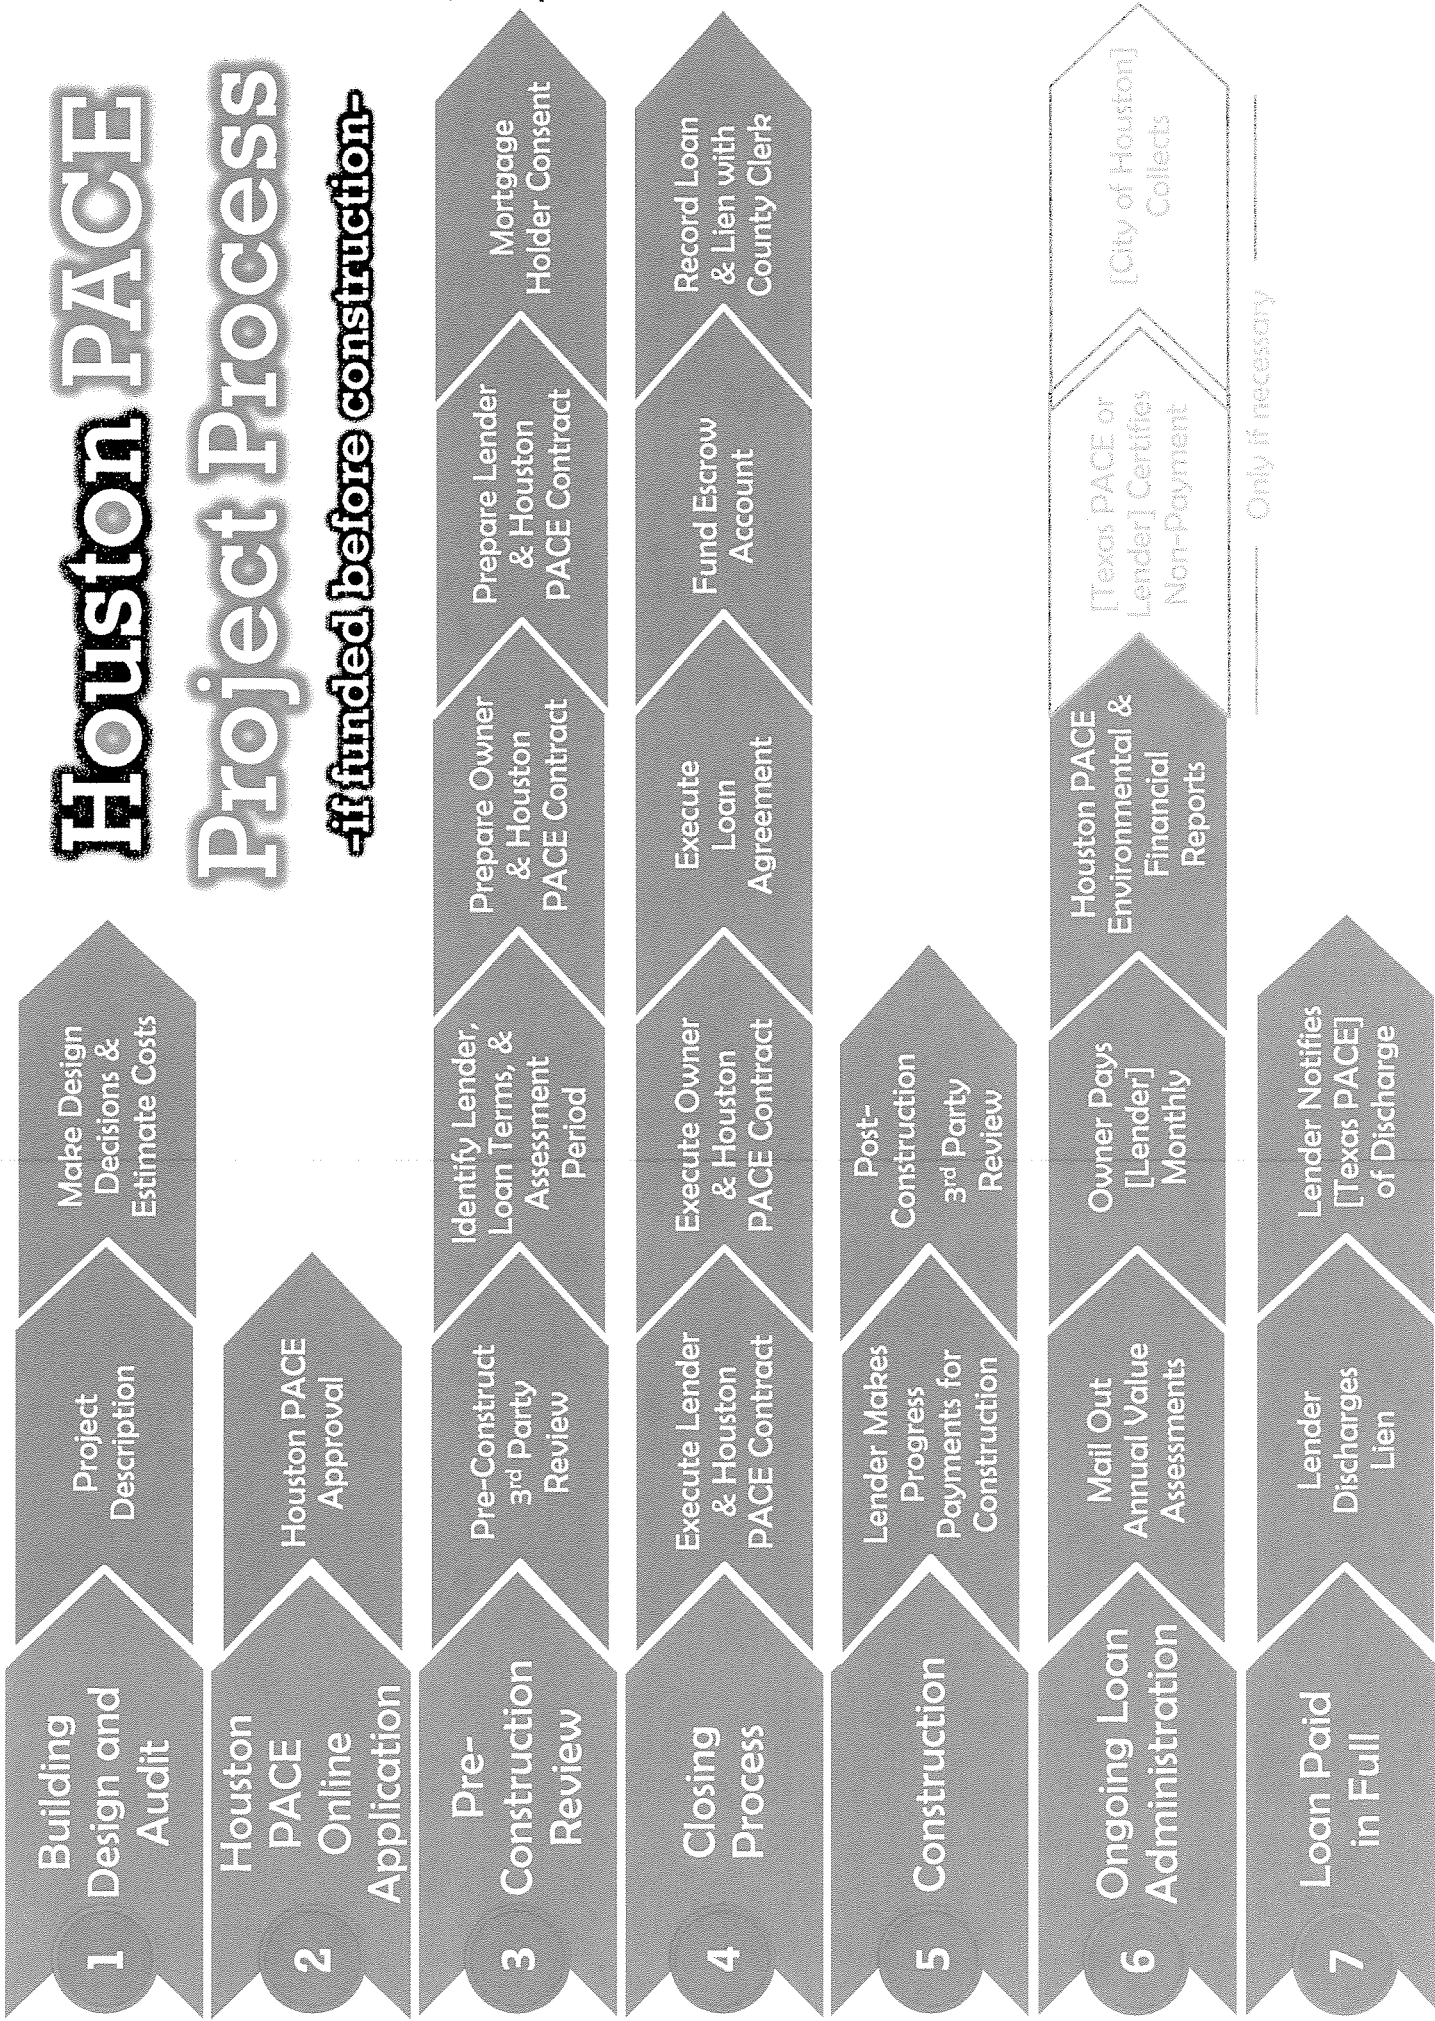 Houston PACE
Project Process
-if funded before construction-
1
Building
Design and
Audit
Project
Description
Make Design
Decisions &
Estimate Costs
2
Houston
PACE
Online
Application
Houston PACE
Approval
3
Pre-
Construction
Review
Pre-Construct
3rd Party
Review
Identify Lender,
Loan Terms, &
Assessment
Period
Prepare Owner
& Houston
PACE Contract
Prepare Lender
& Houston
PACE Contract
Mortgage
Holder Consent
4
Closing
Process
Execute Lender
& Houston
PACE Contract
Execute Owner
& Houston
PACE Contract
Execute
Loan
Agreement
Fund Escrow
Account
Record Loan
& Lien with
County Clerk
5
Construction
Lender Makes
Progress
Payments for
Construction
Post-
Construction
3rd Party
Review
6
Ongoing Loan
Administration
Mail Out
Annual Value
Assessments
Owner Pays
[Lender]
Monthly
Houston PACE
Environmental &
Financial
Reports
[Texas PACE or
Lender] Certifies
Non-Payment
[City of Houston]
Collects
Only if necessary
7
Loan Paid
in Full
Lender
Discharges
Lien
Lender Notifies
[Texas PACE]
of Discharge